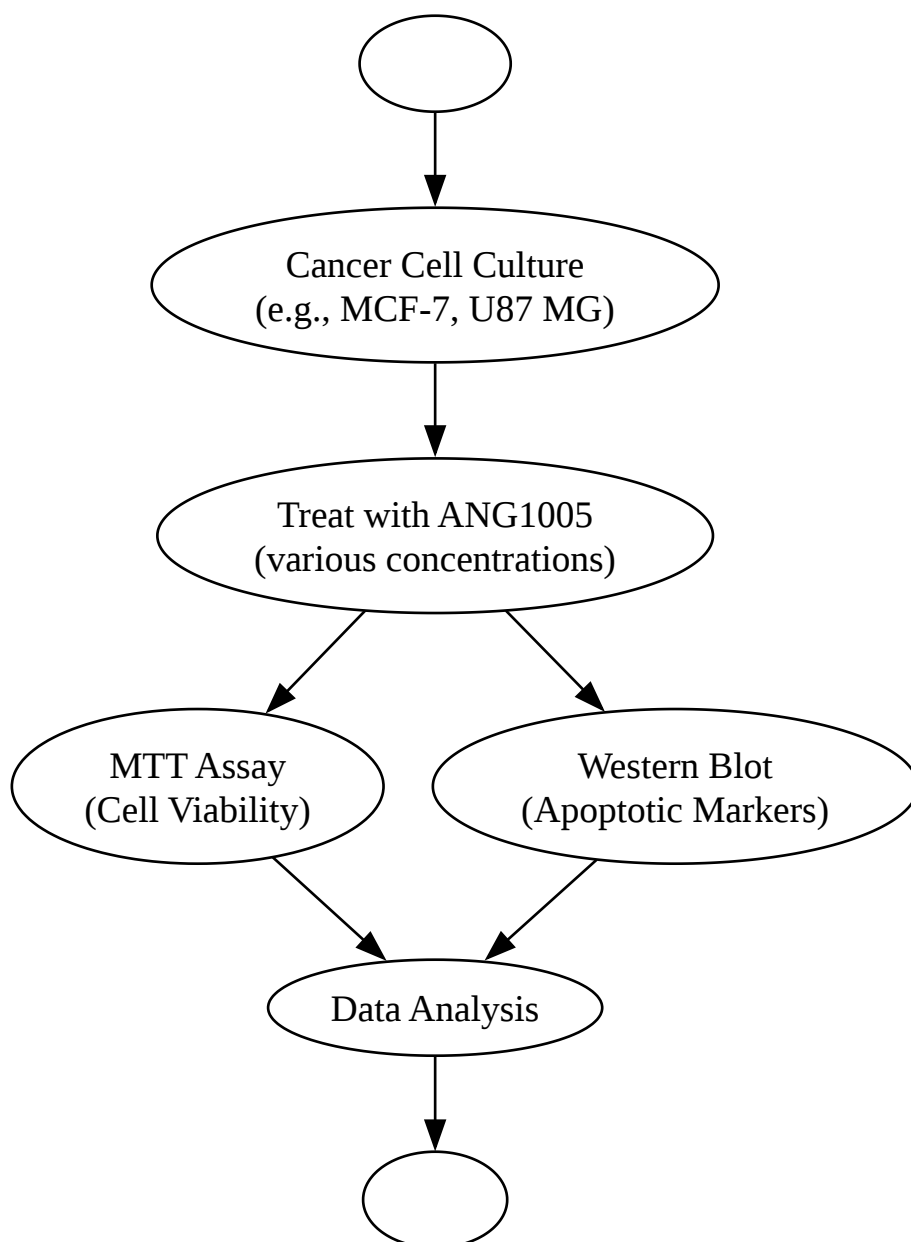 Cancer Cell Culture
(e.g., MCF-7, U87 MG)
Treat with ANG1005
(various concentrations)
MTT Assay
(Cell Viability)
Western Blot
(Apoptotic Markers)
Data Analysis